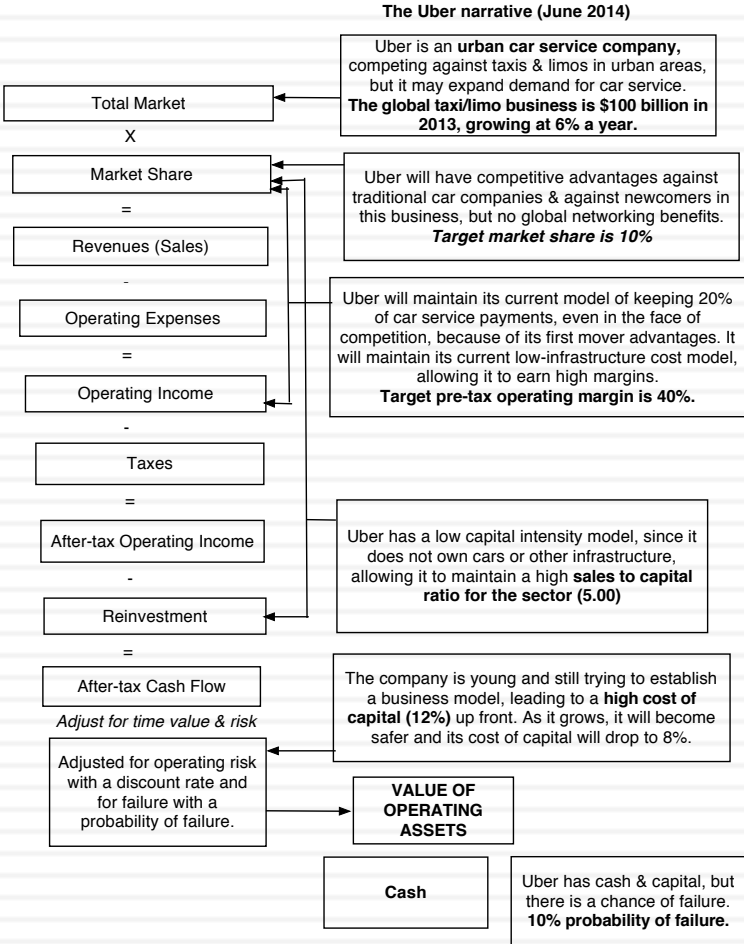 The Uber narrative (June 2014)
Uber is an urban car service company,
competing against taxis & limos in urban areas,
but it may expand demand for car service.
The global taxi/limo business is $100 billion in
2013, growing at 6% a year.
Total Market
X
Market Share
Uber will have competitive advantages against
traditional car companies & against newcomers in
this business, but no global networking benefits.
Target market share is 10%
=
Revenues (Sales)
-
Operating Expenses
Uber will maintain its current model of keeping 20%
of car service payments, even in the face of
competition, because of its first mover advantages. It
will maintain its current low-infrastructure cost model,
allowing it to earn high margins.
Target pre-tax operating margin is 40%.
=
Operating Income
-
Taxes
=
After-tax Operating Income
Uber has a low capital intensity model, since it
does not own cars or other infrastructure,
allowing it to maintain a high sales to capital
ratio for the sector (5.00)
-
Reinvestment
=
After-tax Cash Flow
The company is young and still trying to establish
a business model, leading to a high cost of
capital (12%) up front. As it grows, it will become
safer and its cost of capital will drop to 8%.
Adjust for time value & risk
Adjusted for operating risk
with a discount rate and
for failure with a
probability of failure.
VALUE OF
OPERATING
ASSETS
Cash
Uber has cash & capital, but
there is a chance of failure.
10% probability of failure.